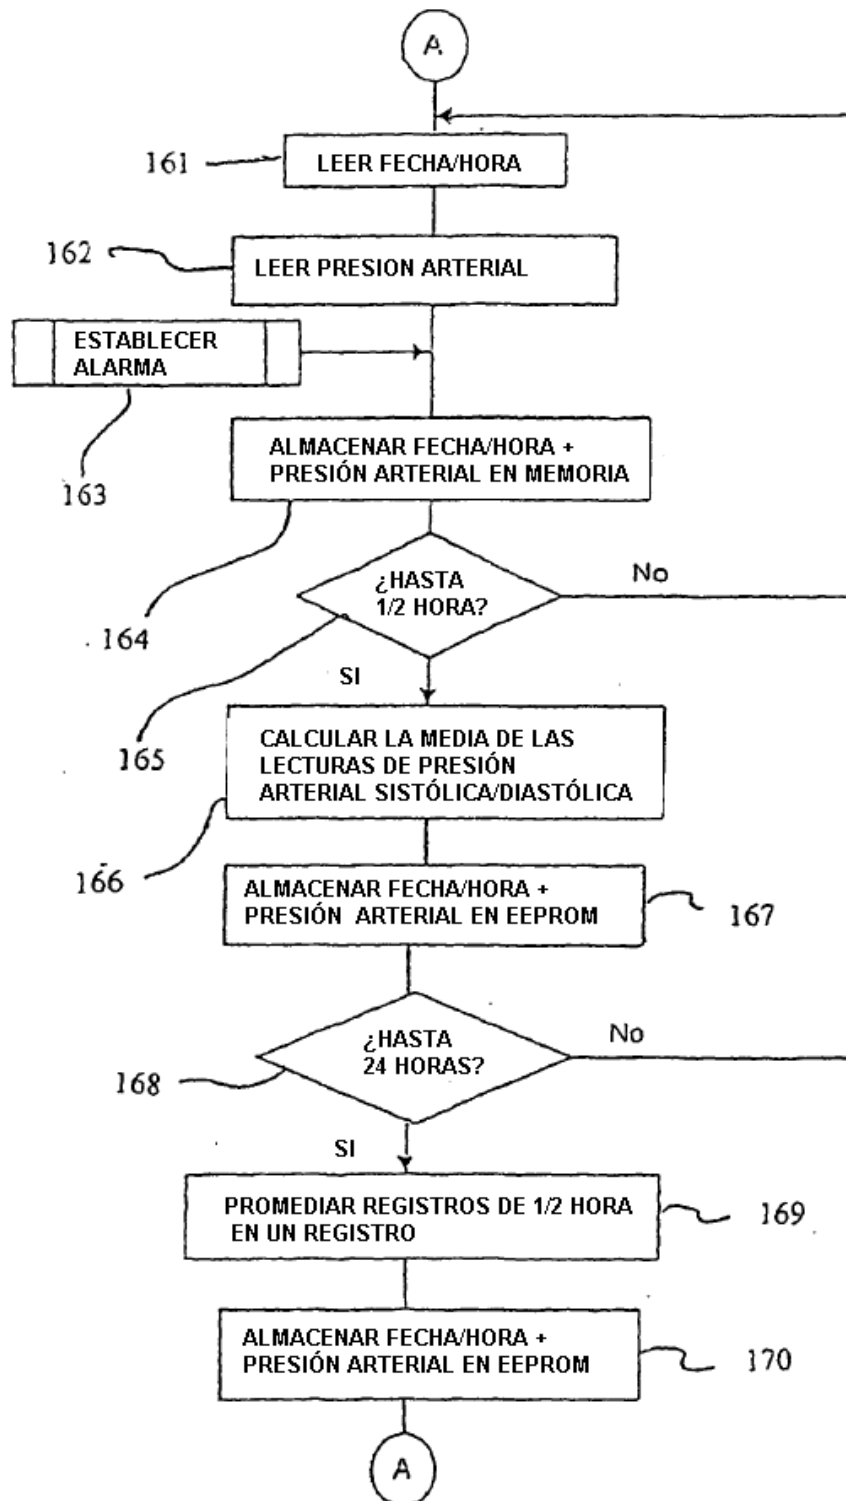 A
161
LEER FECHA/HORA
162
LEER PRESION ARTERIAL
ESTABLECER
ALARMA
163
ALMACENAR FECHA/HORA +
PRESIÓN ARTERIAL EN MEMORIA
164
¿HASTA
1/2 HORA?
No
165
SI
CALCULAR LA MEDIA DE LAS
LECTURAS DE PRESIÓN
ARTERIAL SISTÓLICA/DIASTÓLICA
166
ALMACENAR FECHA/HORA +
PRESIÓN ARTERIAL EN EEPROM
167
¿HASTA
24 HORAS?
No
168
SI
PROMEDIAR REGISTROS DE 1/2 HORA
EN UN REGISTRO
169
ALMACENAR FECHA/HORA +
PRESIÓN ARTERIAL EN EEPROM
170
A